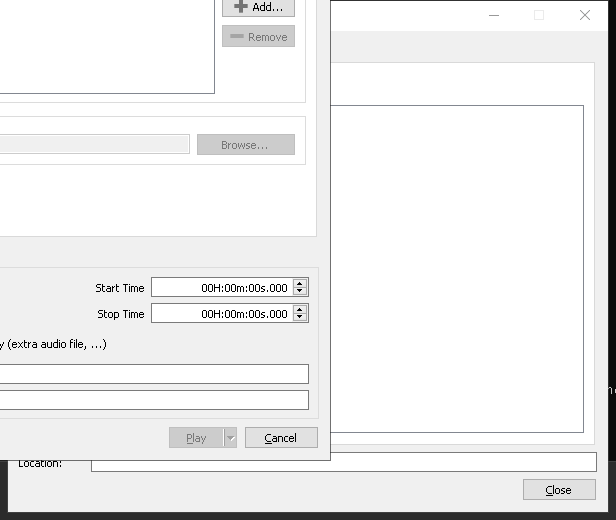 Add...
Remove
Browse...
Start Time 00H:00m:00s.000
Stop Time 00H:00m:00s.000
y (extra audio file, ...)
Play Cancel
Location:
Close